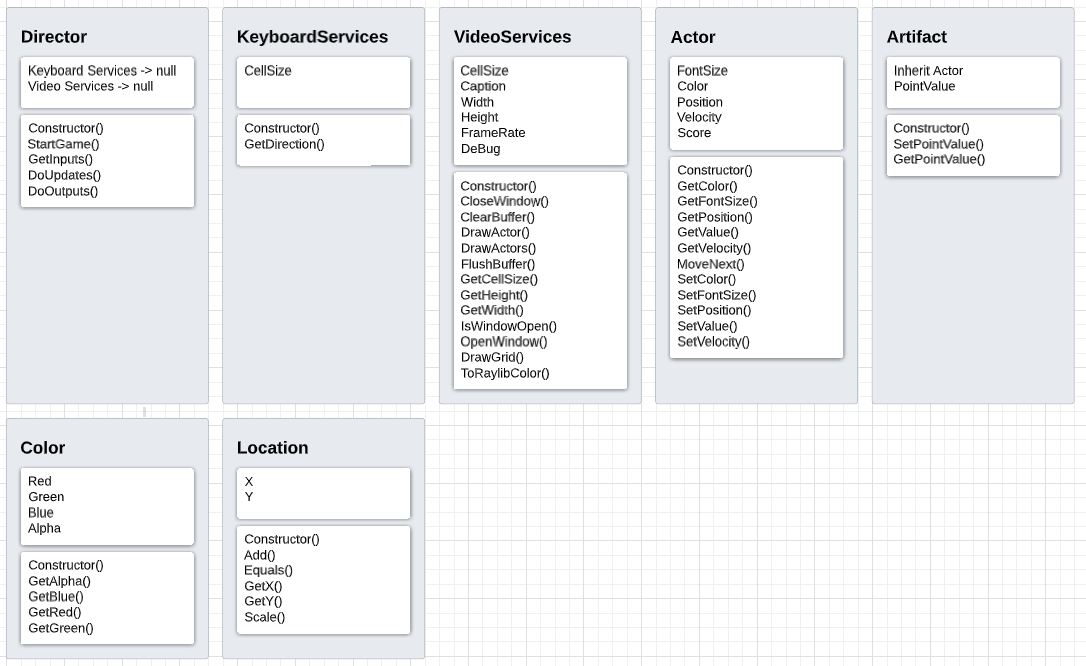 Director
Keyboard Services -> null
Video Services -> null
Constructor()
StartGame()
GetInputs()
DoUpdates()
DoOutputs()
KeyboardServices
CellSize
Constructor()
GetDirection()
VideoServices
CellSize
Caption
Width
Height
FrameRate
DeBug
Constructor()
CloseWindow()
ClearBuffer()
DrawActor()
DrawActors()
FlushBuffer()
GetCellSize()
GetHeight()
GetWidth()
IsWindowOpen()
OpenWindow()
DrawGrid()
ToRaylibColor()
Actor
FontSize
Color
Position
Velocity
Score
Constructor()
GetColor()
GetFontSize()
GetPosition()
GetValue()
GetVelocity()
MoveNext()
SetColor()
SetFontSize()
SetPosition()
SetValue()
SetVelocity()
Artifact
Inherit Actor
PointValue
Constructor()
SetPointValue()
GetPointValue()
Color
Red
Green
Blue
Alpha
Constructor()
GetAlpha()
GetBlue()
GetRed()
GetGreen()
Location
X
Y
Constructor()
Add()
Equals()
GetX()
GetY()
Scale()